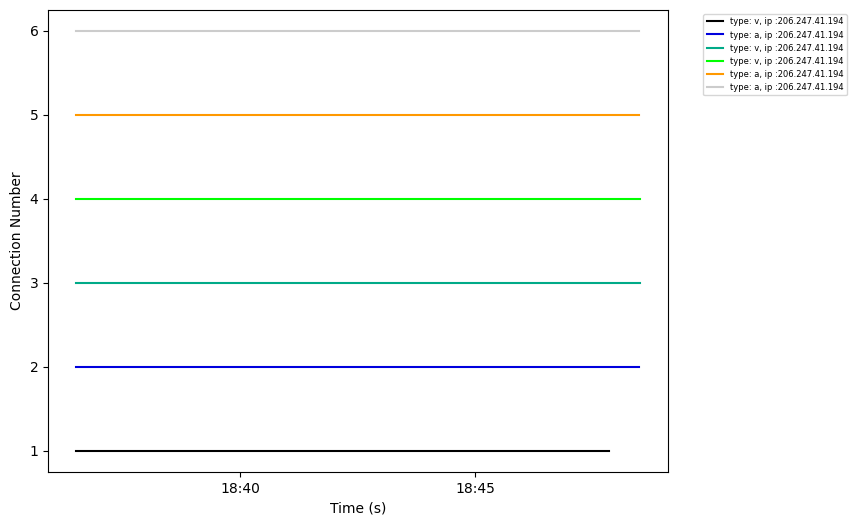 6
5
4
3
2
1
Connection Number
18:40
18:45
Time (s)
type: v, ip :206.247.41.194
type: a, ip :206.247.41.194
type: v, ip :206.247.41.194
type: v, ip :206.247.41.194
type: a, ip :206.247.41.194
type: a, ip :206.247.41.194